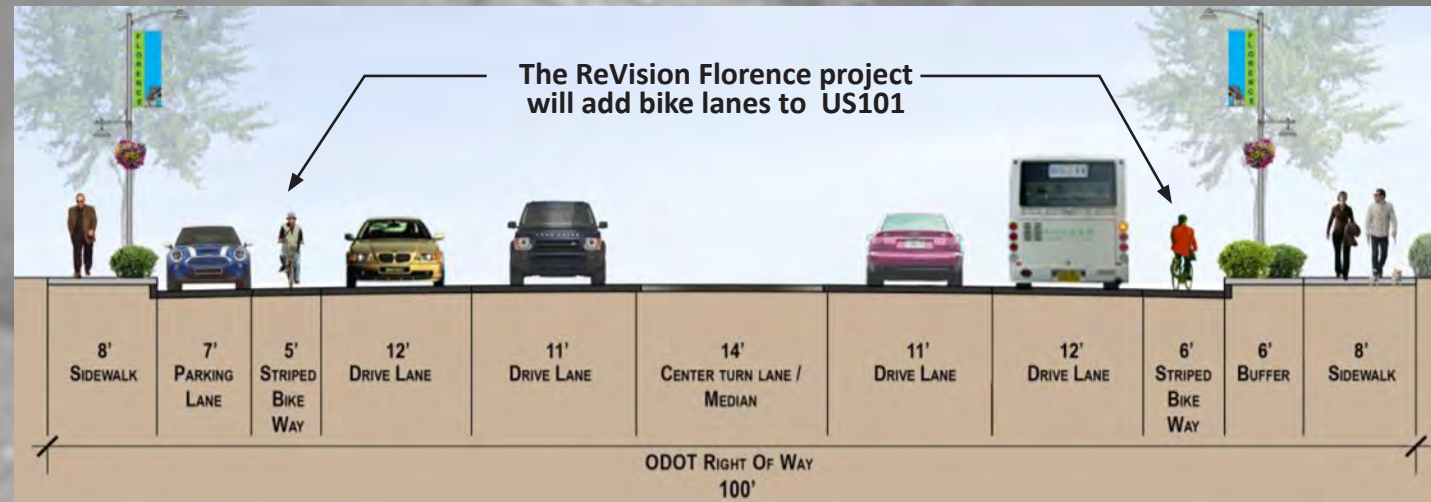 FLORENCE
FLORENCE
The ReVision Florence project
will add bike lanes to US101
8'
SIDEWALK
7'
PARKING
LANE
5'
STRIPED
BIKE
WAY
12'
DRIVE LANE
11'
DRIVE LANE
14'
CENTER TURN LANE /
MEDIAN
11'
DRIVE LANE
12'
DRIVE LANE
6'
STRIPED
BIKE
WAY
6'
BUFFER
8'
SIDEWALK
ODOT RIGHT OF WAY
100'